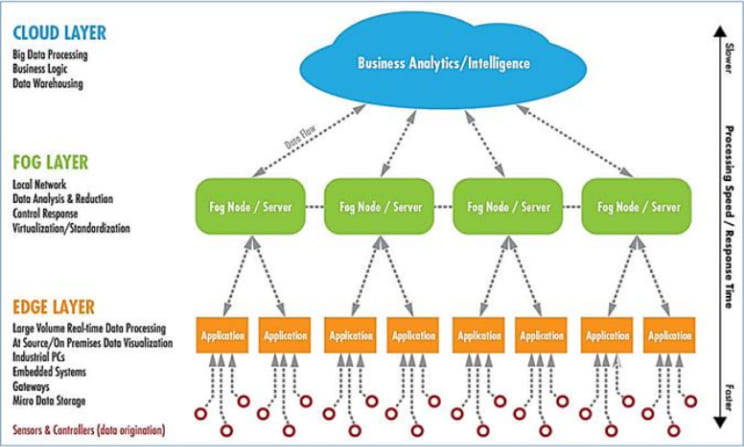 CLOUD LAYER
Big Data Processing
Business Logic
Data Warehousing
Business Analytics/Intelligence
Slower
Data Flow
FOG LAYER
Local Network
Data Analysis & Reduction
Control Response
Virtualization/Standardization
Fog Node / Server
Fog Node / Server
Fog Node / Server
Fog Node / Server
Processing Speed / Response Time
EDGE LAYER
Large Volume Real-time Data Processing
At Source/On Premises Data Visualization
Industrial PCs
Embedded Systems
Gateways
Micro Data Storage
Application
Application
Application
Application
Application
Application
Application
Application
Faster
Sensors & Controllers (data origination)